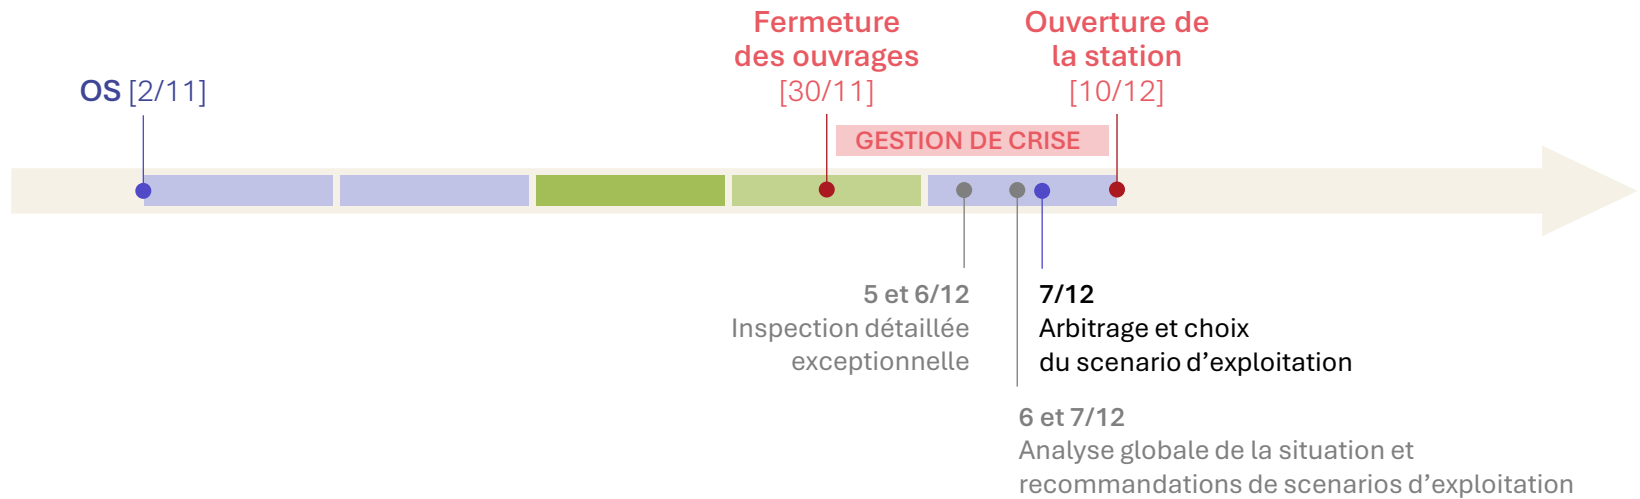 OS [2/11]
Fermeture
des ouvrages
[30/11]
Ouverture de
la station
[10/12]
GESTION DE CRISE
5 et 6/12
Inspection détaillée
exceptionnelle
7/12
Arbitrage et choix
du scenario d’exploitation
6 et 7/12
Analyse globale de la situation et
recommandations de scenarios d’exploitation